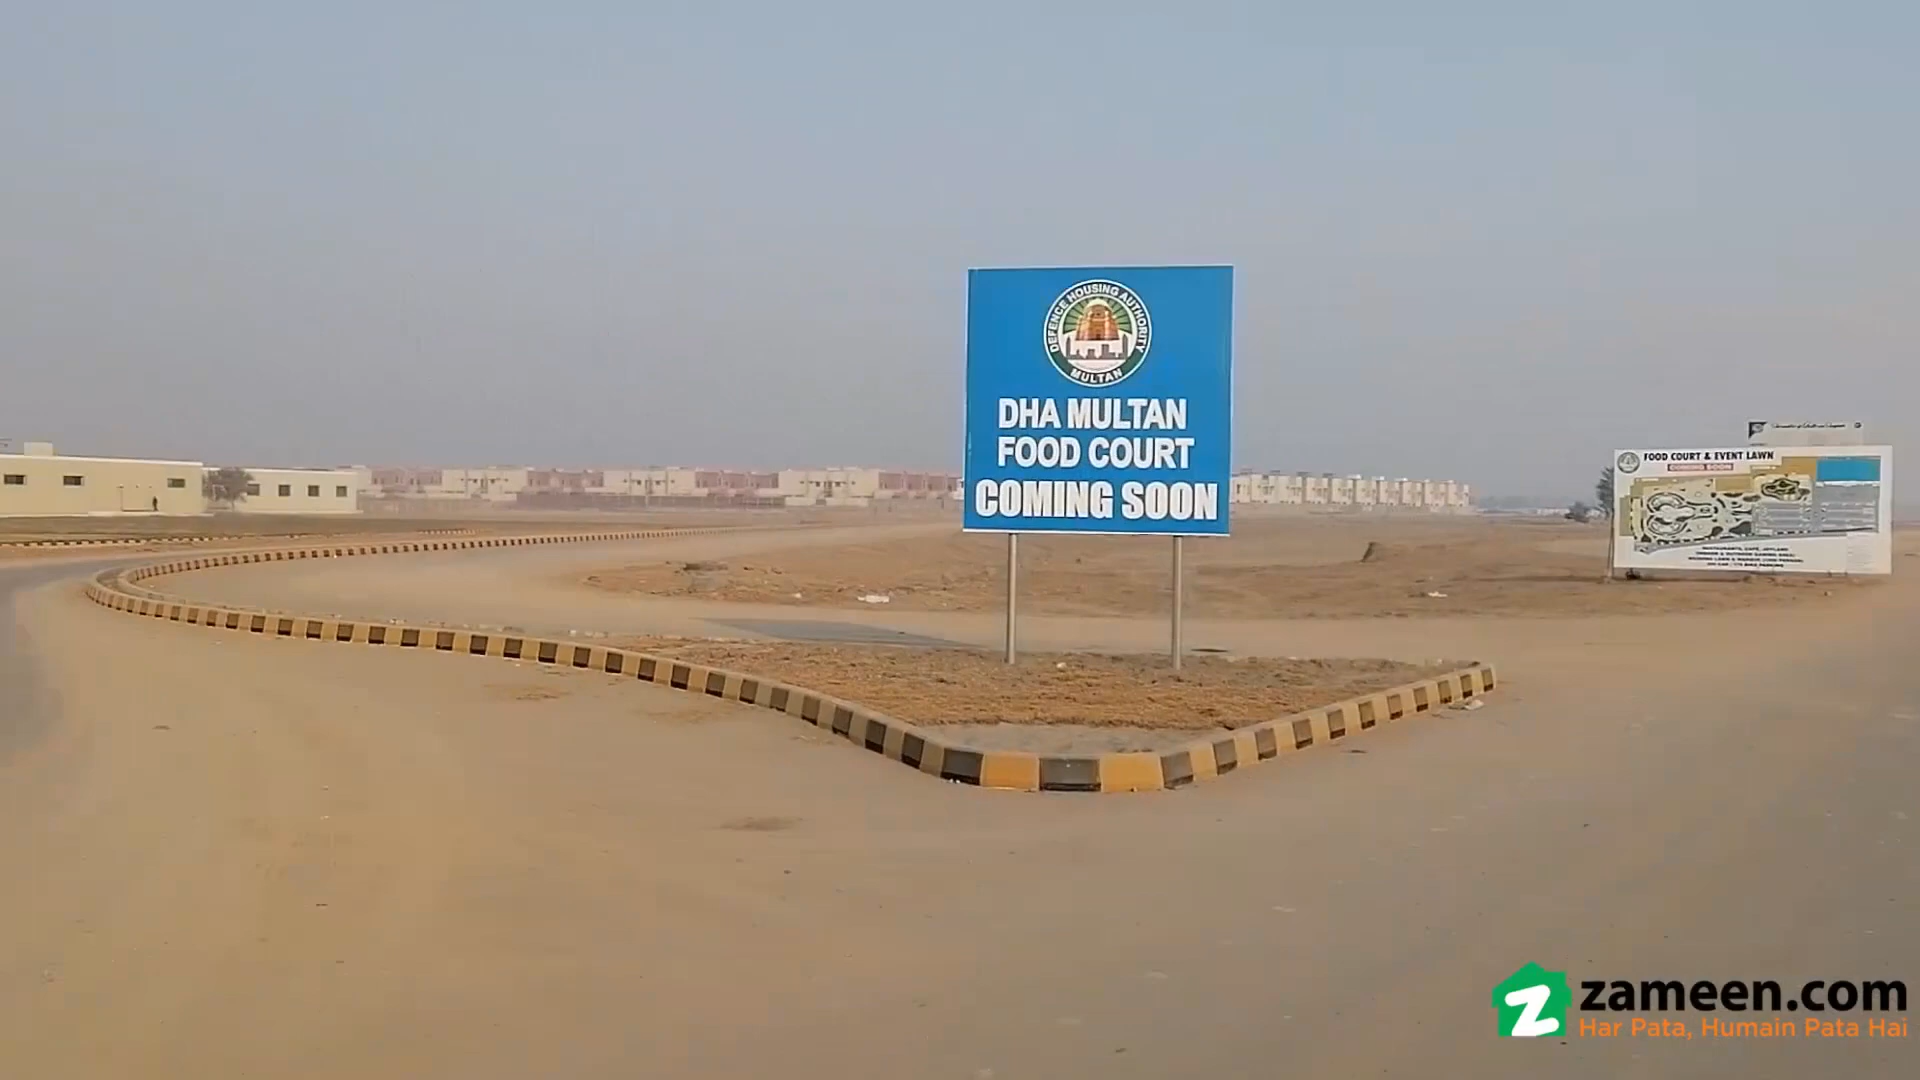 DEFENCE HOUSING AUTHORITY
MULTAN
DHA MULTAN
FOOD COURT
COMING SOON
FOOD COURT & EVENT LAWN
COMING SOON
zameen.com
Har Pata, Humain Pata Hai